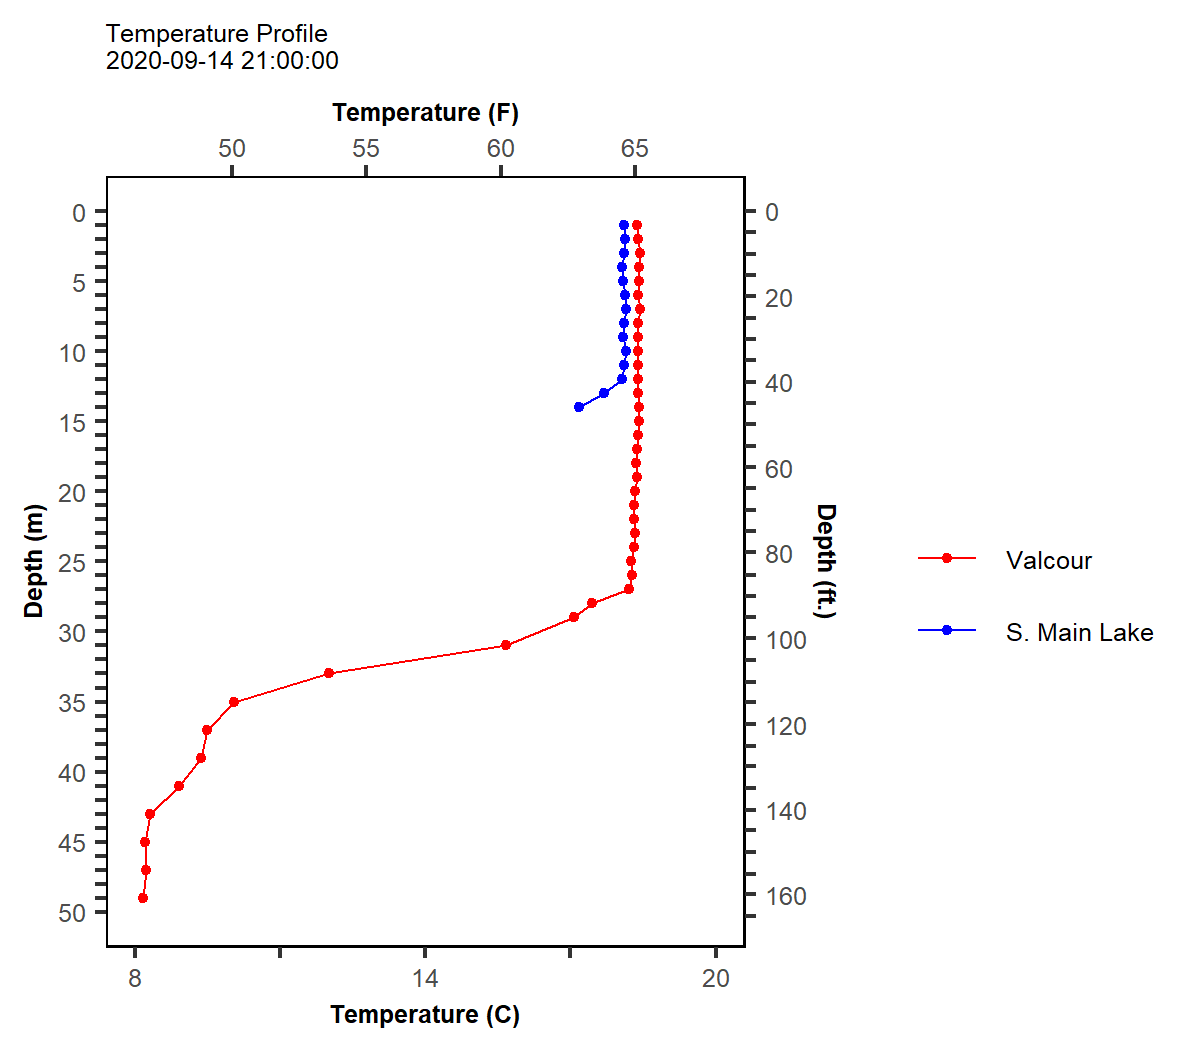 Temperature Profile
2020-09-14 21:00:00
Temperature (F)
50 55 60 65
0
5
10
15
20
25
30
35
40
45
50
Depth (m)
0
20
40
60
80
100
120
140
160
Depth (ft.)
Valcour
S. Main Lake
8 14 20
Temperature (C)